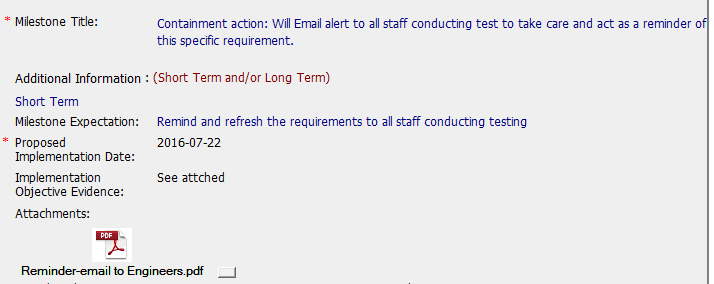 * Milestone Title: Containment action: Will Email alert to all staff conducting test to take care and act as a reminder of
this specific requirement.
Additional Information : (Short Term and/or Long Term)
Short Term
Milestone Expectation: Remind and refresh the requirements to all staff conducting testing
* Proposed 2016-07-22
Implementation Date:
Implementation See attched
Objective Evidence:
Attachments:
PDF
Reminder-email to Engineers.pdf